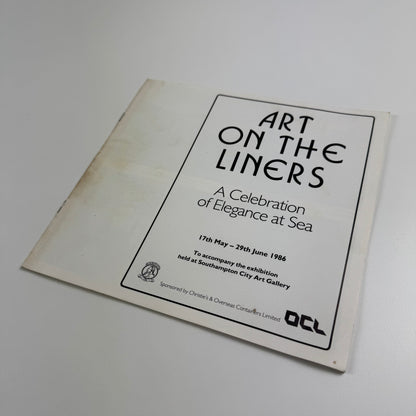 ART
ON THE
LINERS
A Celebration
of Elegance at Sea
17th May – 29th June 1986
To accompany the exhibition
held at Southampton City Art Gallery
Sponsored by Christie's & Overseas Containers Limited
OCL